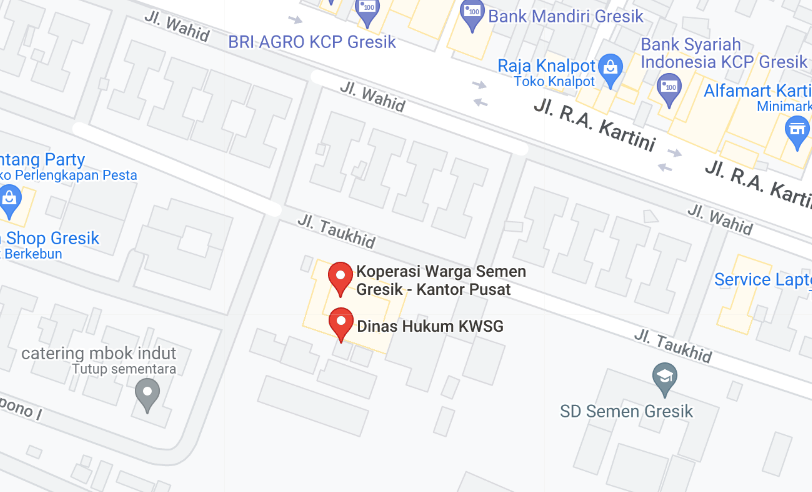 Jl. Wahid
Bank Mandiri Gresik
BRI AGRO KCP Gresik
Bank Syariah
Indonesia KCP Gresik
Raja Knalpot
Toko Knalpot
Alfamart Karti
Minimark
Jl. Wahid
Jl. R.A. Kartini
ntang Party
ko Perlengkapan Pesta
Jl. R.A. Kartini
Jl. Wahid
Jl. Taukhid
Shop Gresik
Berkebun
Koperasi Warga Semen
Gresik - Kantor Pusat
Service Lapto
Dinas Hukum KWSG
Jl. Taukhid
catering mbok indut
Tutup sementara
SD Semen Gresik
pono I